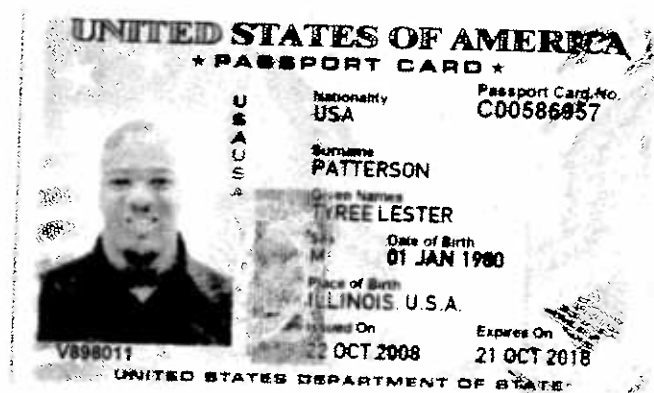 UNITED STATES OF AMERICA
★ PASSPORT CARD ★
USAUSA
Nationality
USA
Passport Card No.
C00586957
Surname
PATTERSON
Given Names
TYREE LESTER
Sex
M
Date of Birth
01 JAN 1980
Place of Birth
ILLINOIS, U.S.A.
Issued On
22 OCT 2008
Expires On
21 OCT 2018
V898011
UNITED STATES DEPARTMENT OF STATE